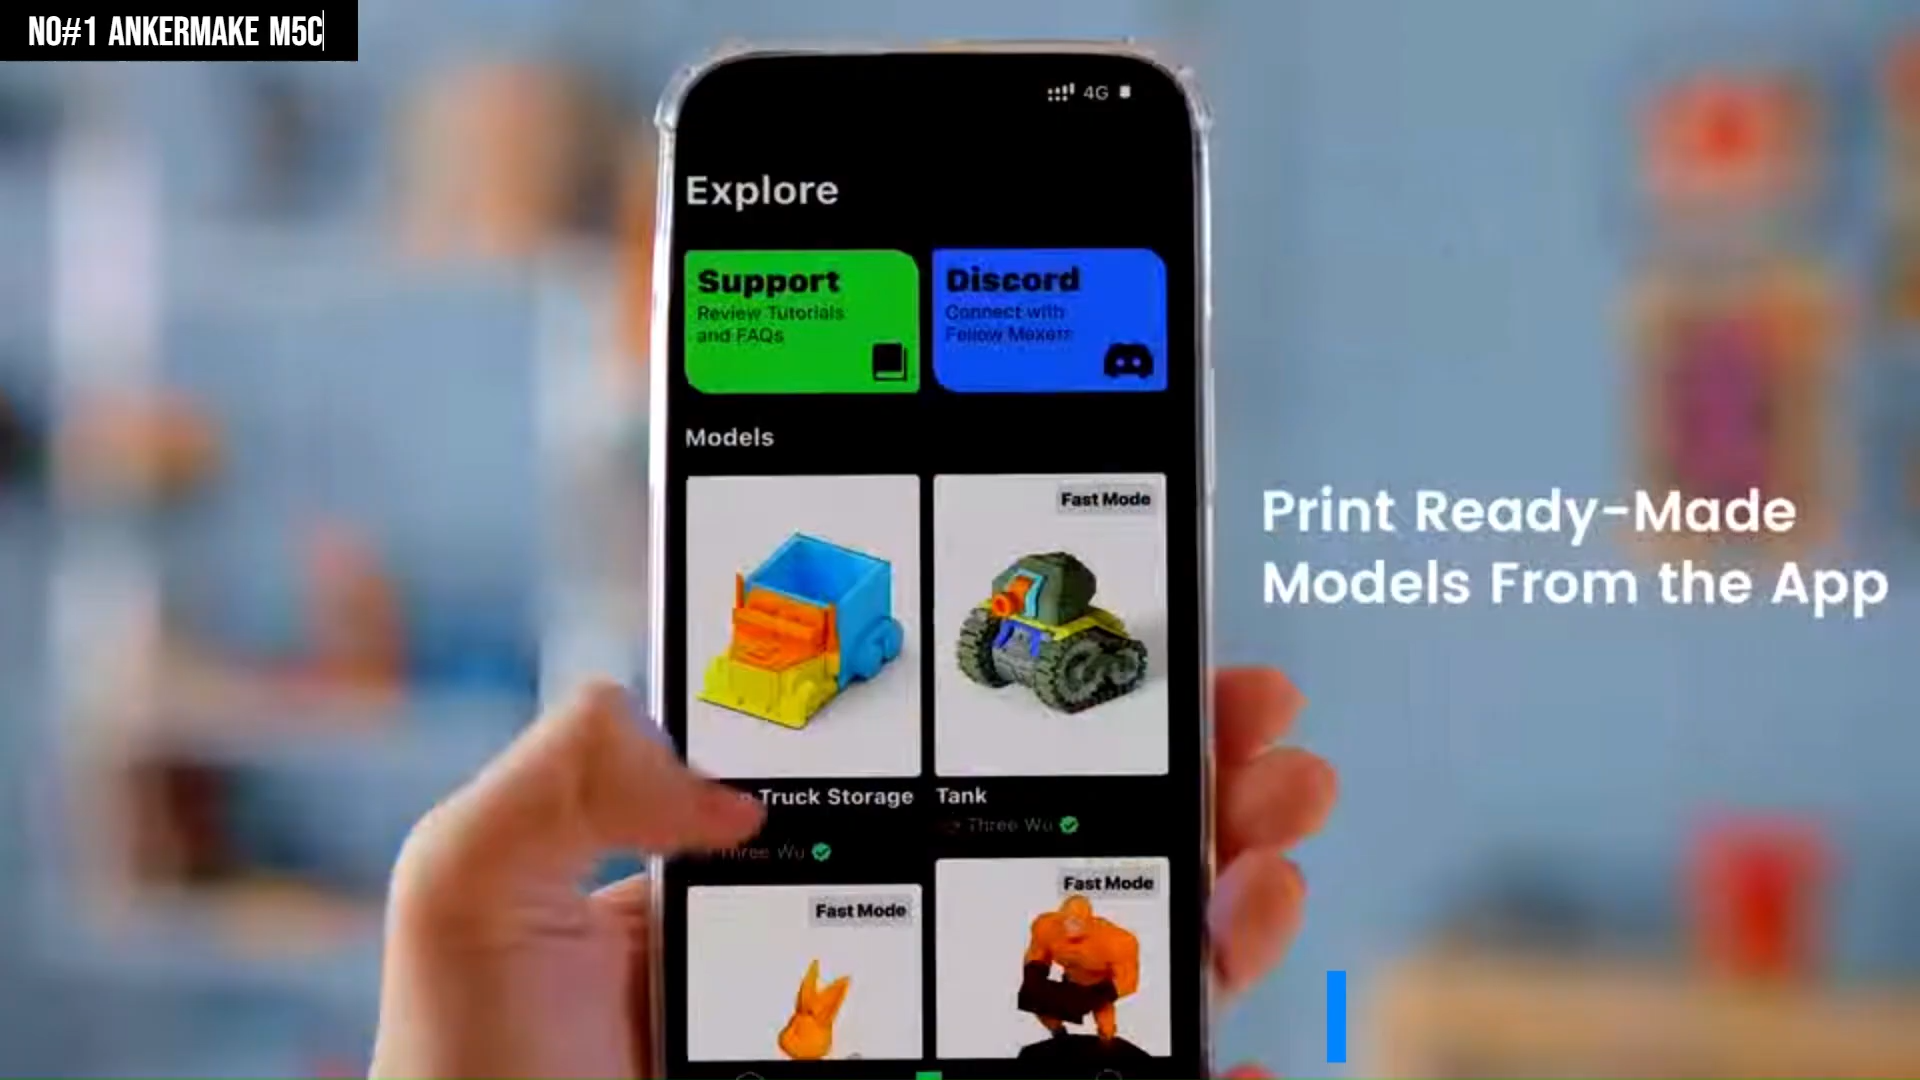 NO#1 ANKERMAKE M5C
4G
Explore
Support
Review Tutorials
and FAQs
Discord
Connect with
Fellow Makers
Models
Fast Mode
Print Ready-Made
Models From the App
Truck Storage
Tank
Three Wu
Three Wu
Fast Mode
Fast Mode